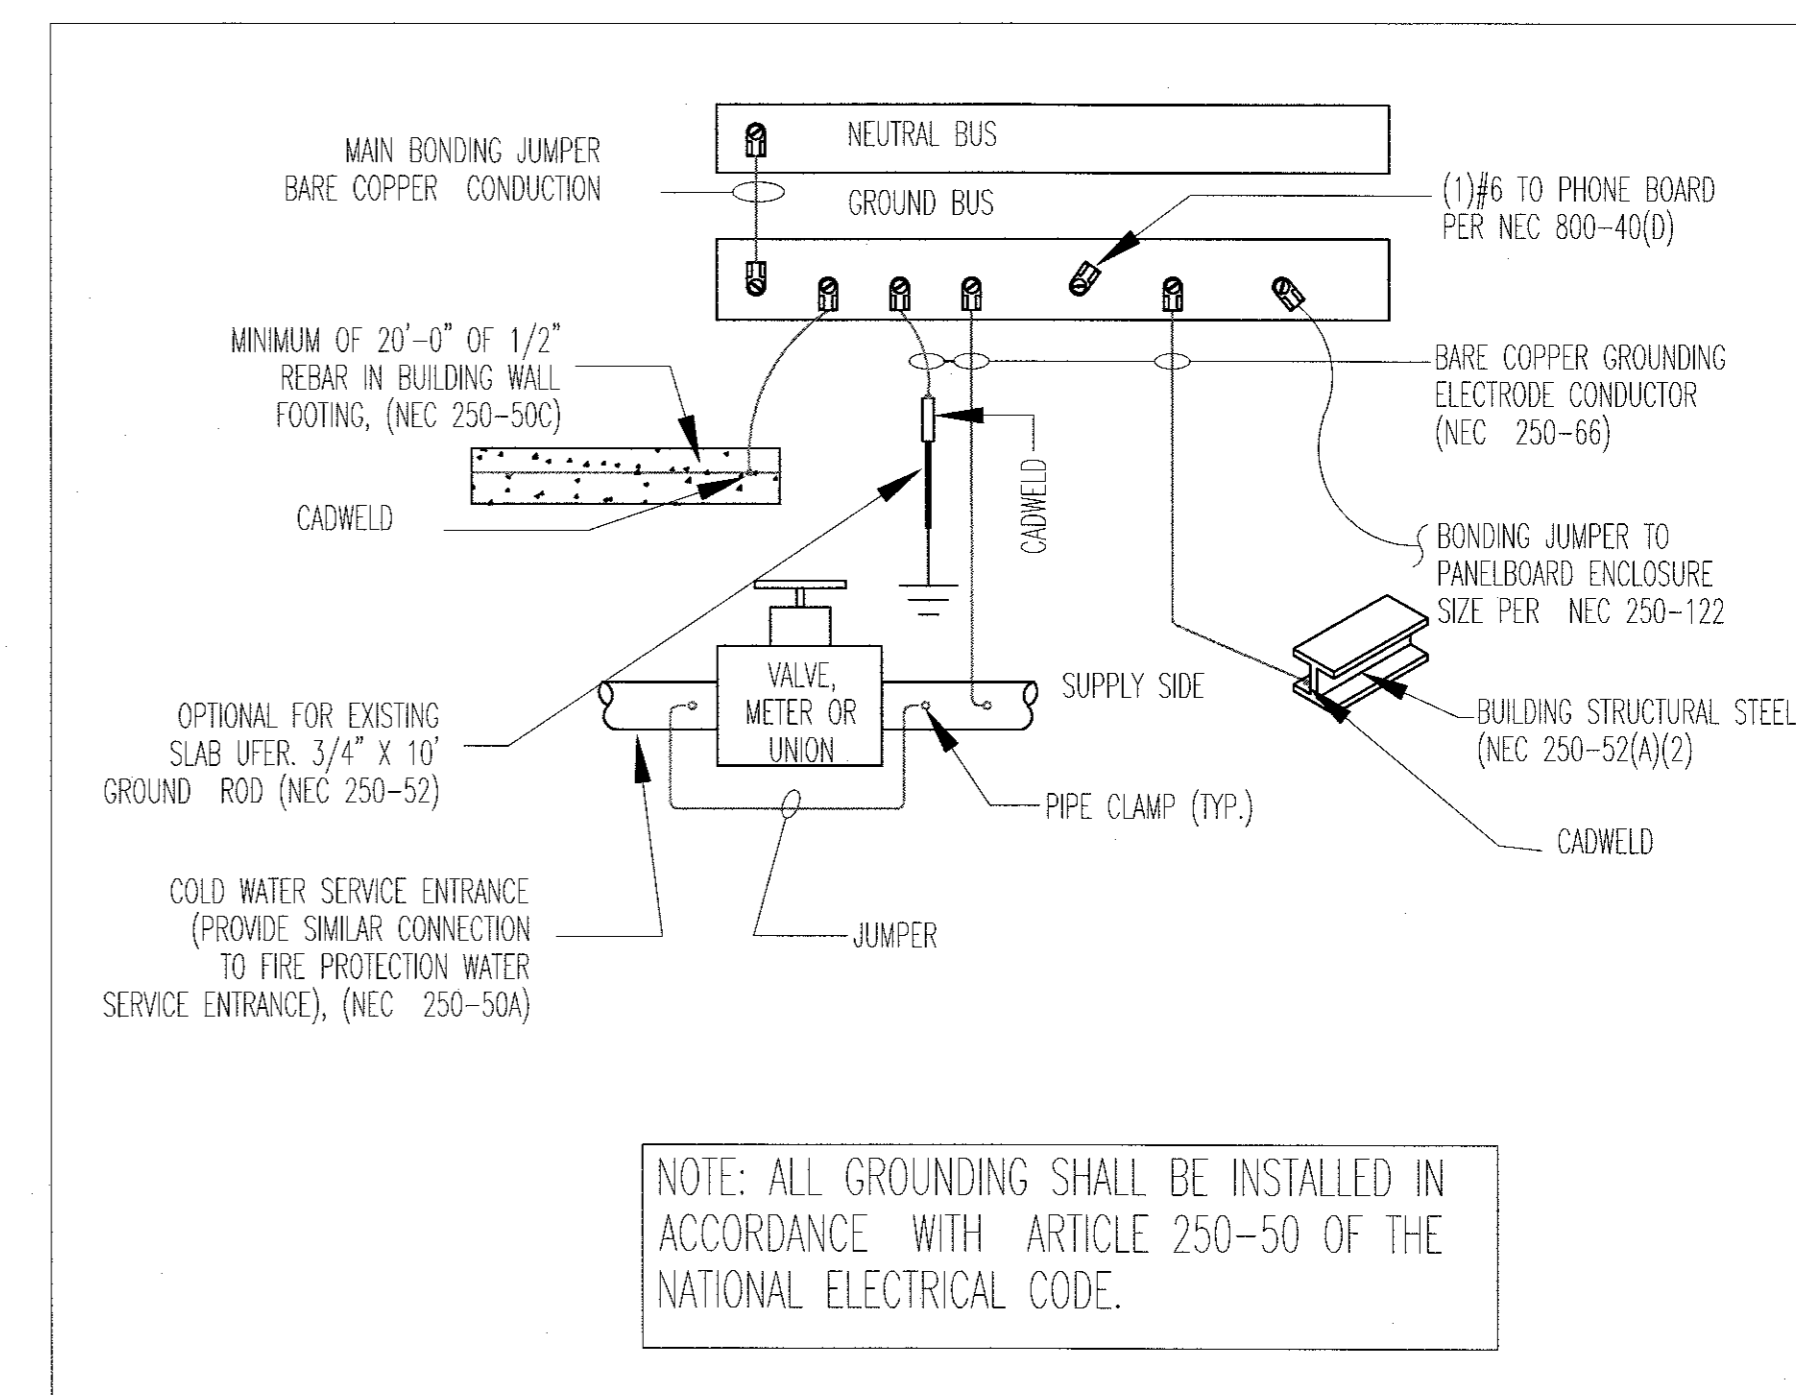 NEUTRAL BUS
MAIN BONDING JUMPER
BARE COPPER CONDUCTION
GROUND BUS
(1)#6 TO PHONE BOARD
PER NEC 800-40(D)
MINIMUM OF 20'-0" OF 1/2"
REBAR IN BUILDING WALL
FOOTING, (NEC 250-50C)
BARE COPPER GROUNDING
ELECTRODE CONDUCTOR
(NEC 250-66)
CADWELD
CADWELD
BONDING JUMPER TO
PANELBOARD ENCLOSURE
SIZE PER NEC 250-122
VALVE,
METER OR
UNION
SUPPLY SIDE
OPTIONAL FOR EXISTING
SLAB UFER. 3/4" X 10'
GROUND ROD (NEC 250-52)
BUILDING STRUCTURAL STEEL
(NEC 250-52(A)(2)
PIPE CLAMP (TYP.)
CADWELD
COLD WATER SERVICE ENTRANCE
(PROVIDE SIMILAR CONNECTION
TO FIRE PROTECTION WATER
SERVICE ENTRANCE), (NEC 250-50A)
JUMPER
NOTE: ALL GROUNDING SHALL BE INSTALLED IN
ACCORDANCE WITH ARTICLE 250-50 OF THE
NATIONAL ELECTRICAL CODE.